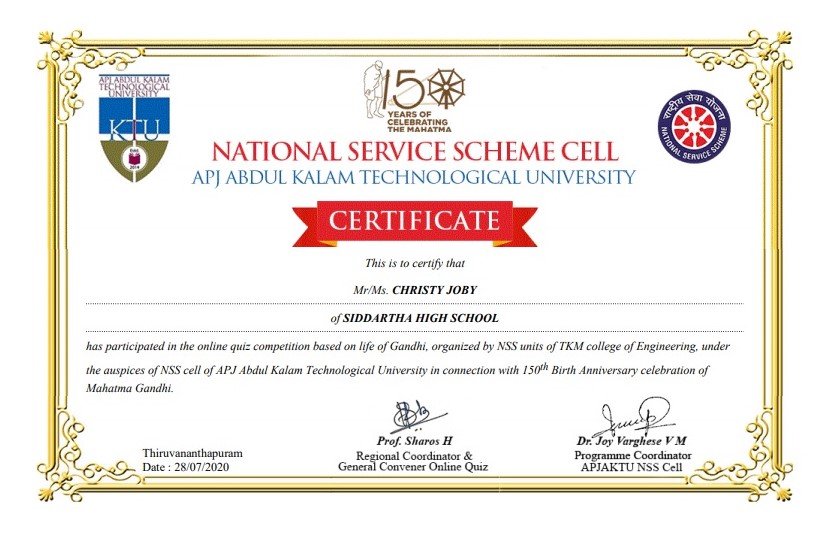 APJ ABDUL KALAM
TECHNOLOGICAL
UNIVERSITY
KTU
2014
150
YEARS OF
CELEBRATING
THE MAHATMA
राष्ट्रीय सेवा योजना
NATIONAL SERVICE SCHEME
NATIONAL SERVICE SCHEME CELL
APJ ABDUL KALAM TECHNOLOGICAL UNIVERSITY
CERTIFICATE
This is to certify that
Mr/Ms. CHRISTY JOBY
of SIDDARTHA HIGH SCHOOL
has participated in the online quiz competition based on life of Gandhi, organized by NSS units of TKM college of Engineering, under
the auspices of NSS cell of APJ Abdul Kalam Technological University in connection with 150th Birth Anniversary celebration of
Mahatma Gandhi.
Thiruvananthapuram
Date : 28/07/2020
Prof. Sharos H
Regional Coordinator &
General Convener Online Quiz
Dr. Joy Varghese V M
Programme Coordinator
APJAKTU NSS Cell